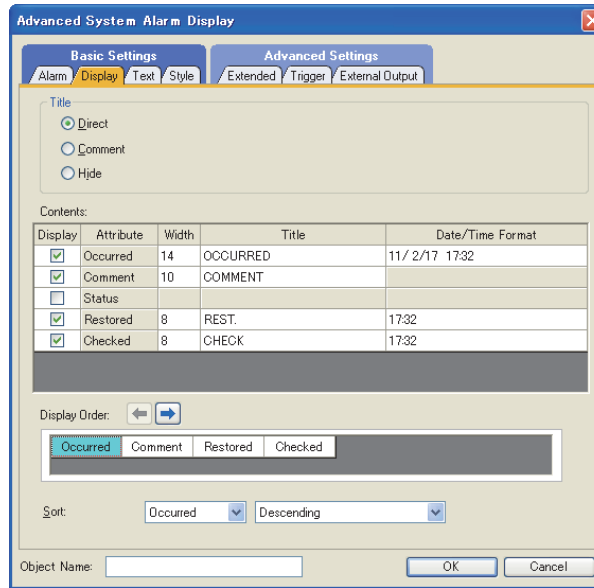 Advanced System Alarm Display
Basic Settings Advanced Settings
Alarm Display Text Style Extended Trigger External Output
Title
Direct
Comment
Hide
Contents:
Display Attribute Width Title Date/Time Format
Occurred 14 OCCURRED 11/ 2/17 17:32
Comment 10 COMMENT
Status
Restored 8 REST. 17:32
Checked 8 CHECK 17:32
Display Order:
Occurred Comment Restored Checked
Sort: Occurred Descending
Object Name: OK Cancel